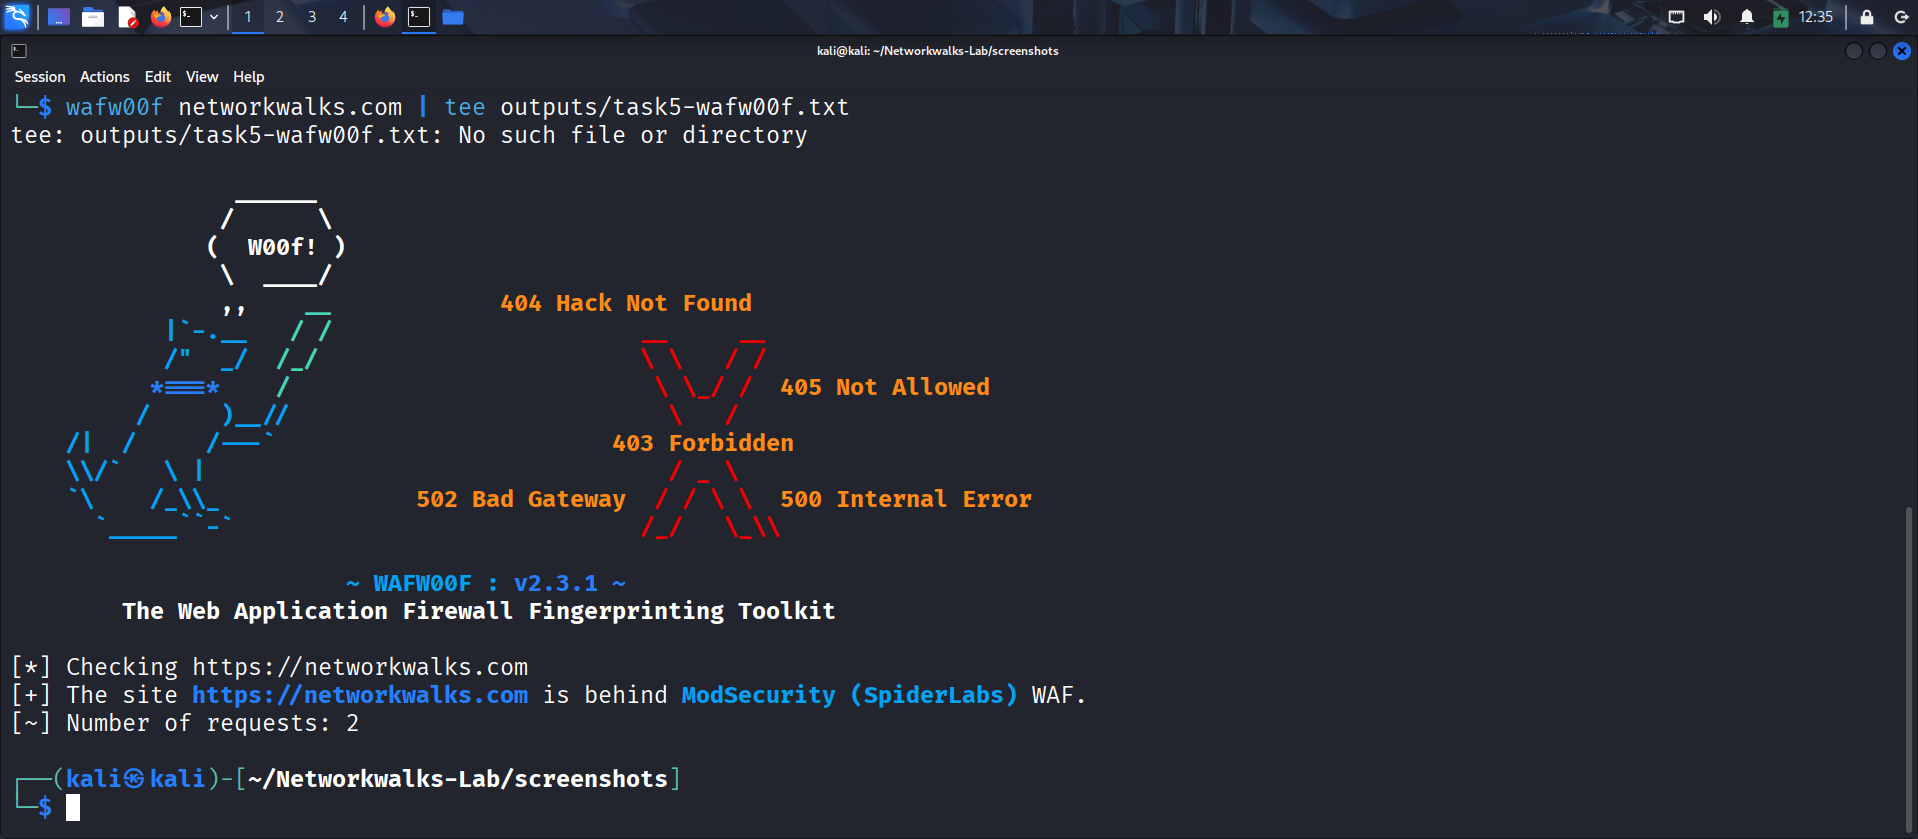 1 2 3 4 12:35
kali@kali: ~/Networkwalks-Lab/screenshots
Session Actions Edit View Help
└─$ wafw00f networkwalks.com | tee outputs/task5-wafw00f.txt
tee: outputs/task5-wafw00f.txt: No such file or directory
( W00f! )
404 Hack Not Found
405 Not Allowed
403 Forbidden
502 Bad Gateway 500 Internal Error
~ WAFW00F : v2.3.1 ~
The Web Application Firewall Fingerprinting Toolkit
[*] Checking https://networkwalks.com
[+] The site https://networkwalks.com is behind ModSecurity (SpiderLabs) WAF.
[~] Number of requests: 2
┌──(kali㉿kali)-[~/Networkwalks-Lab/screenshots]
└─$